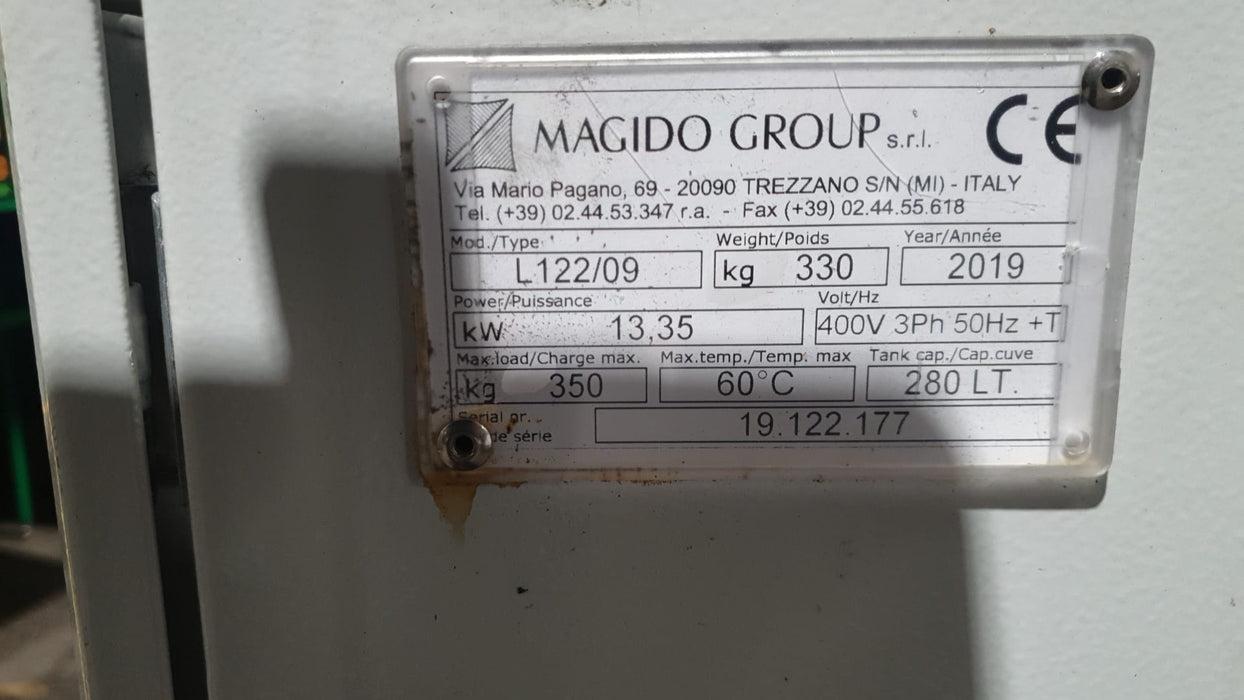 MAGIDO GROUP s.r.l. CE
Via Mario Pagano, 69 - 20090 TREZZANO S/N (MI) - ITALY
Tel. (+39) 02.44.53.347 r.a. - Fax (+39) 02.44.55.618
Mod./Type Weight/Poids Year/Année
L122/09 kg 330 2019
Power/Puissance Volt/Hz
kW 13,35 400V 3Ph 50Hz +T
Max.load/Charge max. Max.temp./Temp. max Tank cap./Cap.cuve
kg 350 60°C 280 LT.
Serial nr. 19.122.177
de série